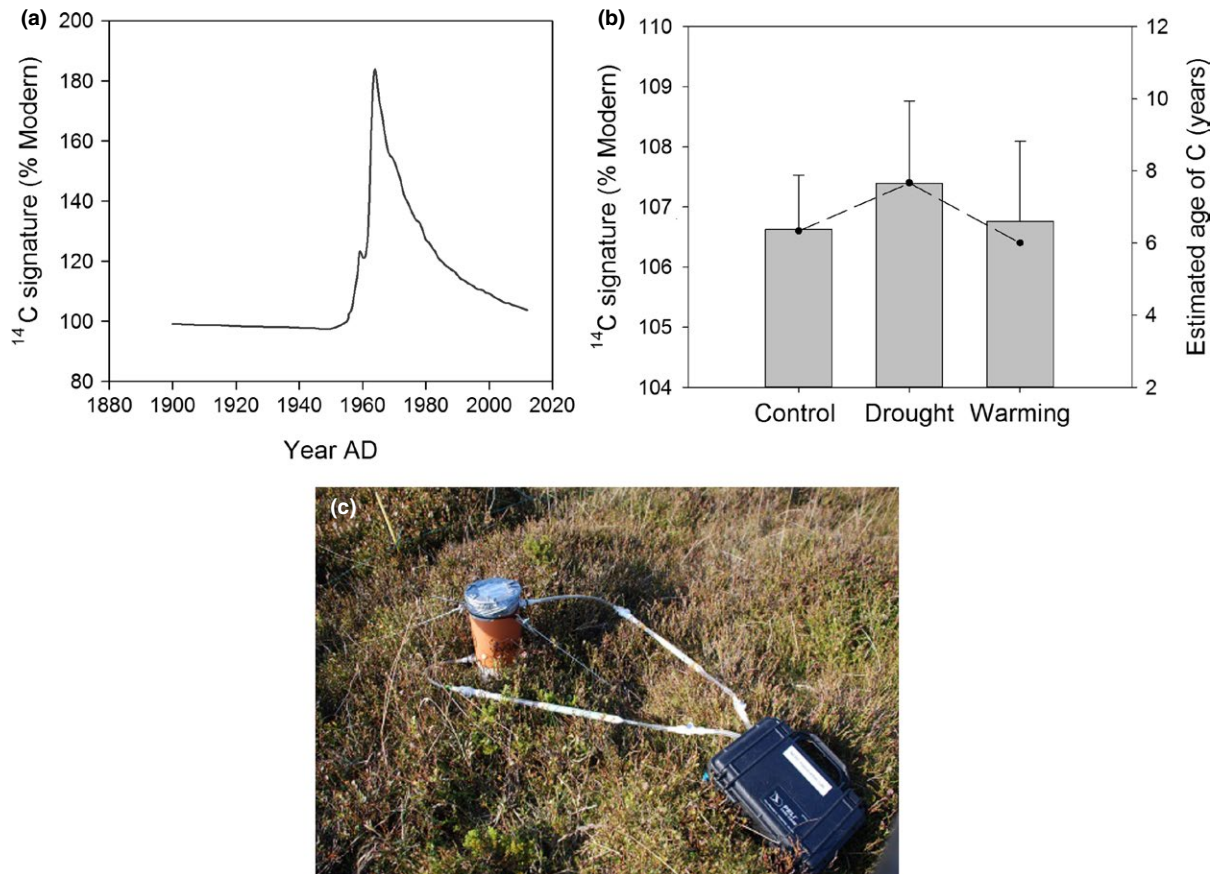 (a)
200
180
160
140
120
100
80
¹⁴C signature (% Modern)
1880 1900 1920 1940 1960 1980 2000 2020
Year AD
(b)
110
109
108
107
106
105
104
¹⁴C signature (% Modern)
12
10
8
6
4
2
Estimated age of C (years)
Control Drought Warming
(c)